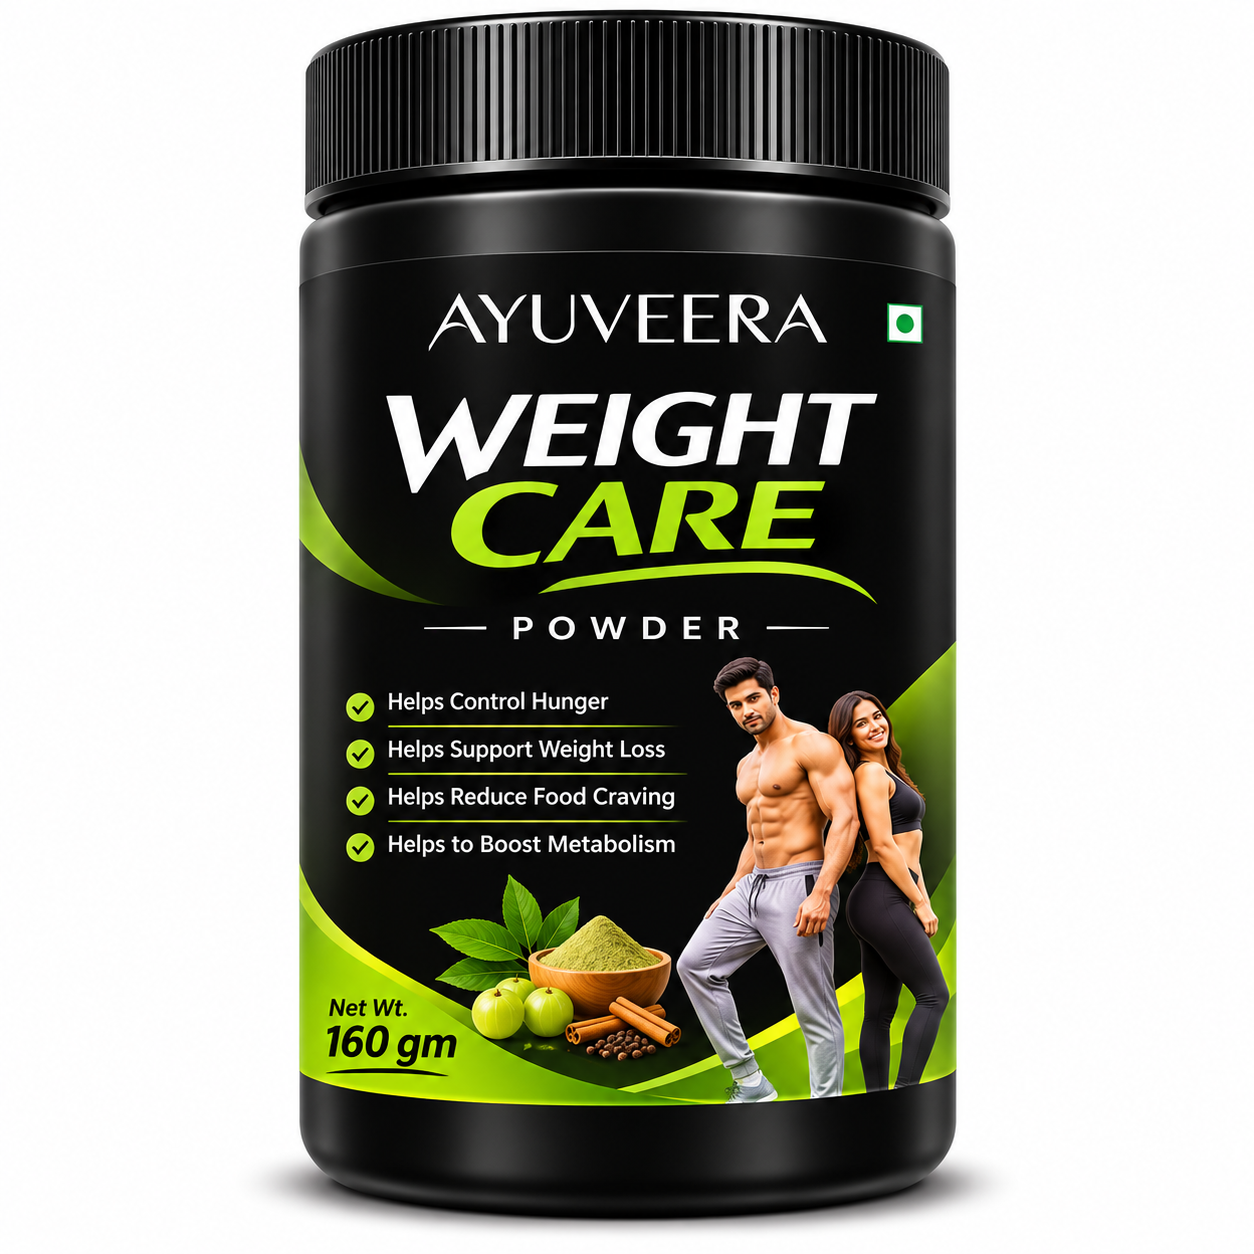 AYUVEERA
WEIGHT
CARE
POWDER
Helps Control Hunger
Helps Support Weight Loss
Helps Reduce Food Craving
Helps to Boost Metabolism
Net Wt.
160 gm